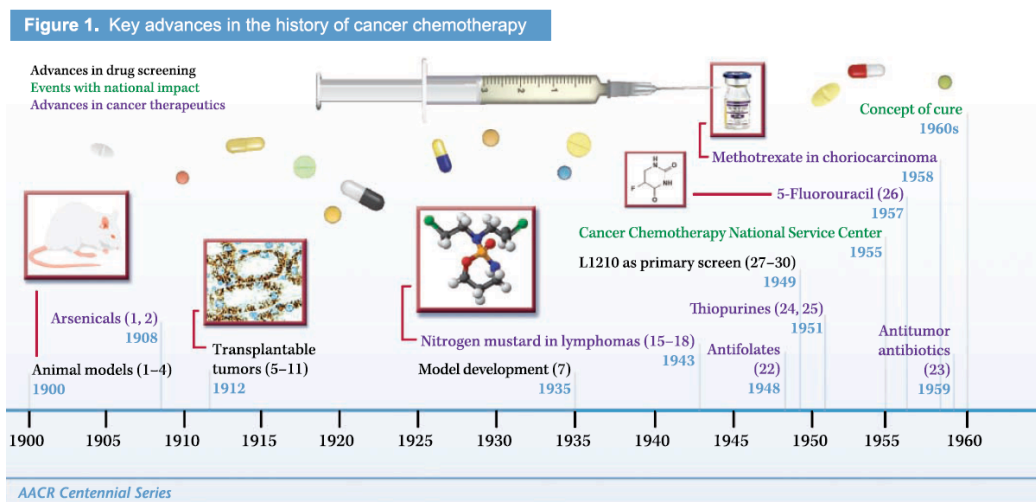 Figure 1. Key advances in the history of cancer chemotherapy
Advances in drug screening
Events with national impact
Advances in cancer therapeutics
3
2
1
Concept of cure
1960s
Methotrexate in choriocarcinoma
1958
H
N
O
F
NH
O
5-Fluorouracil (26)
1957
Cancer Chemotherapy National Service Center
1955
L1210 as primary screen (27–30)
1949
Thiopurines (24, 25)
1951
Arsenicals (1, 2)
1908
Animal models (1–4)
1900
Transplantable
tumors (5–11)
1912
Nitrogen mustard in lymphomas (15–18)
1943
Model development (7)
1935
Antifolates
(22)
1948
Antitumor
antibiotics
(23)
1959
1900 1905 1910 1915 1920 1925 1930 1935 1940 1945 1950 1955 1960
AACR Centennial Series